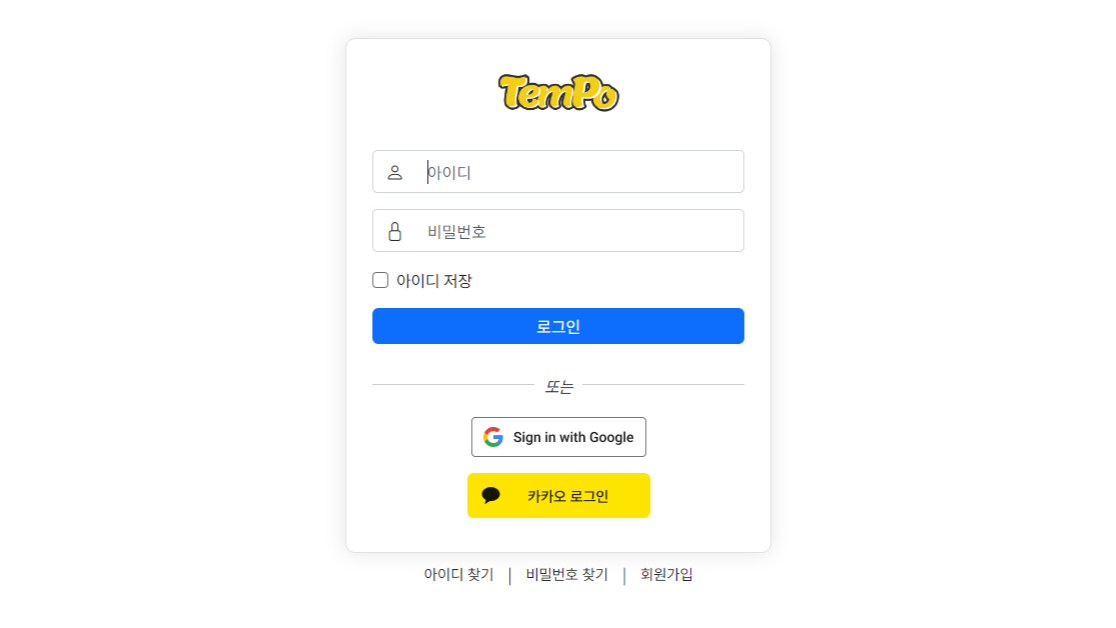 TemPo
아이디
비밀번호
아이디 저장
로그인
또는
Sign in with Google
카카오 로그인
아이디 찾기 | 비밀번호 찾기 | 회원가입